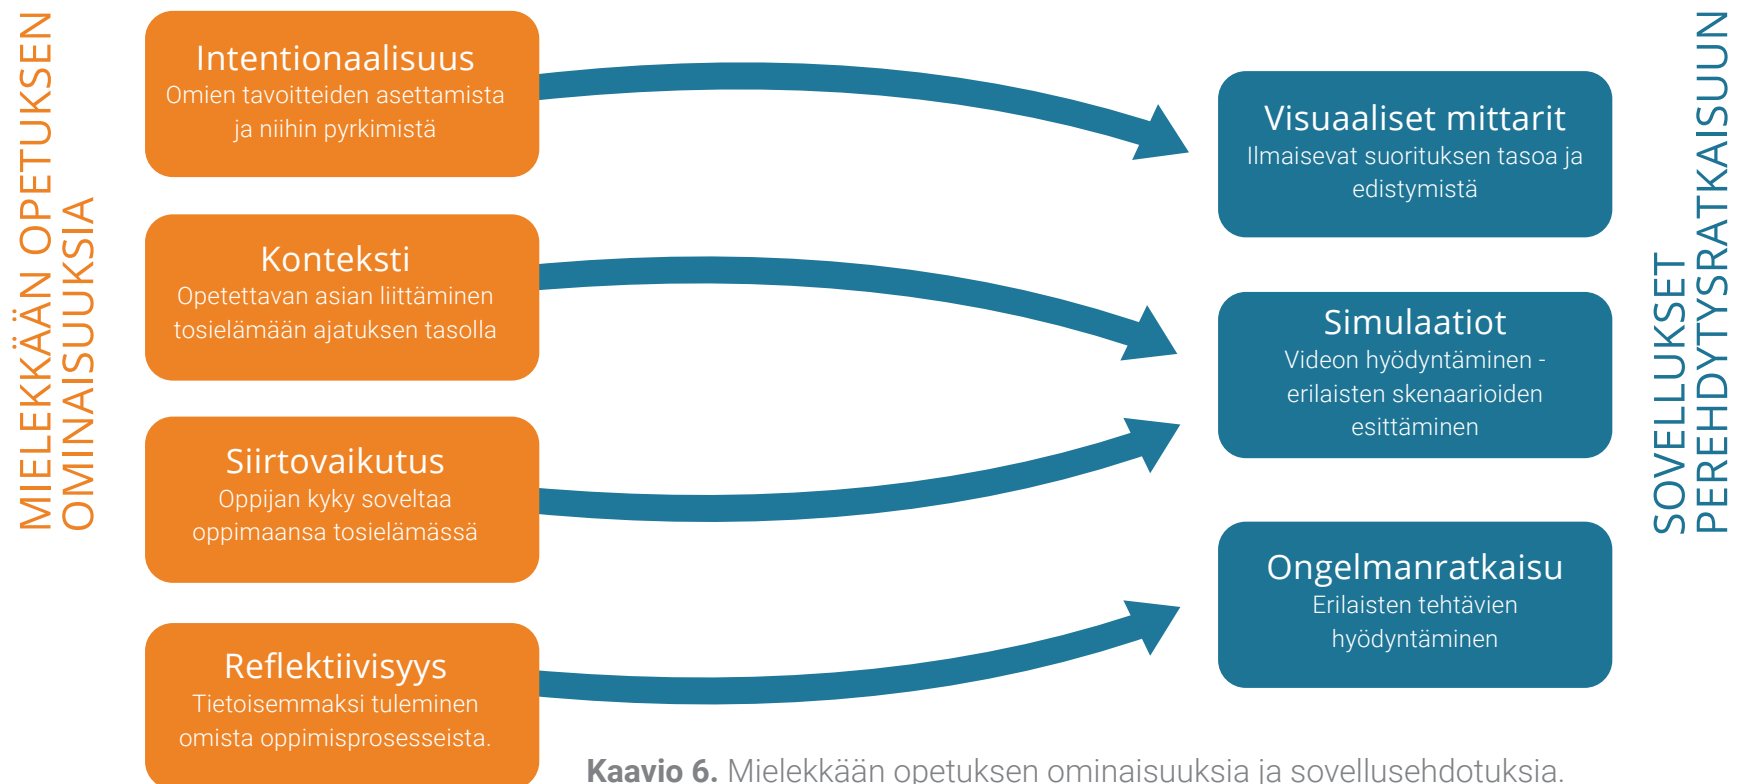 MIELEKKÄÄN OPETUKSEN
OMINAISUUKSIA
Intentionaalisuus
Omien tavoitteiden asettamista
ja niihin pyrkimistä
Konteksti
Opetettavan asian liittäminen
tosielämään ajatuksen tasolla
Siirtovaikutus
Oppijan kyky soveltaa
oppimaansa tosielämässä
Reflektiivisyys
Tietoisemmaksi tuleminen
omista oppimisprosesseista.
Visuaaliset mittarit
Ilmaisevat suorituksen tasoa ja
edistymistä
Simulaatiot
Videon hyödyntäminen -
erilaisten skenaarioiden
esittäminen
Ongelmanratkaisu
Erilaisten tehtävien
hyödyntäminen
SOVELLUKSET
PEREHDYTYSRATKAISUUN
Kaavio 6. Mielekkään opetuksen ominaisuuksia ja sovellusehdotuksia.